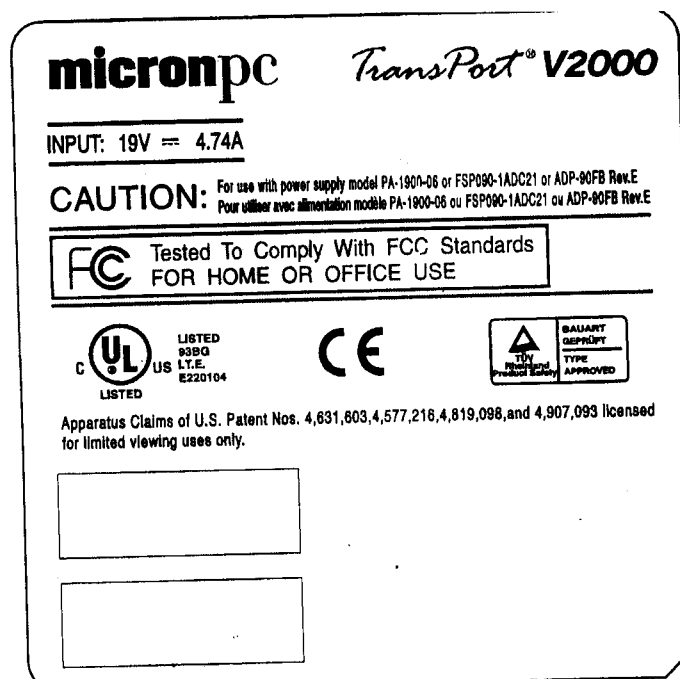 micronpc TransPort® V2000
INPUT: 19V ⎓ 4.74A
CAUTION: For use with power supply model PA-1900-06 or FSP090-1ADC21 or ADP-90FB Rev.E
Pour utiliser avec alimentation modèle PA-1900-06 ou FSP090-1ADC21 ou ADP-90FB Rev.E
FC Tested To Comply With FCC Standards
FOR HOME OR OFFICE USE
C UL® US
LISTED
LISTED
93BG
I.T.E.
E220104
CE
TÜV
Rheinland
Product Safety
BAUART
GEPRÜFT
TYPE
APPROVED
Apparatus Claims of U.S. Patent Nos. 4,631,603,4,577,216,4,819,098,and 4,907,093 licensed
for limited viewing uses only.